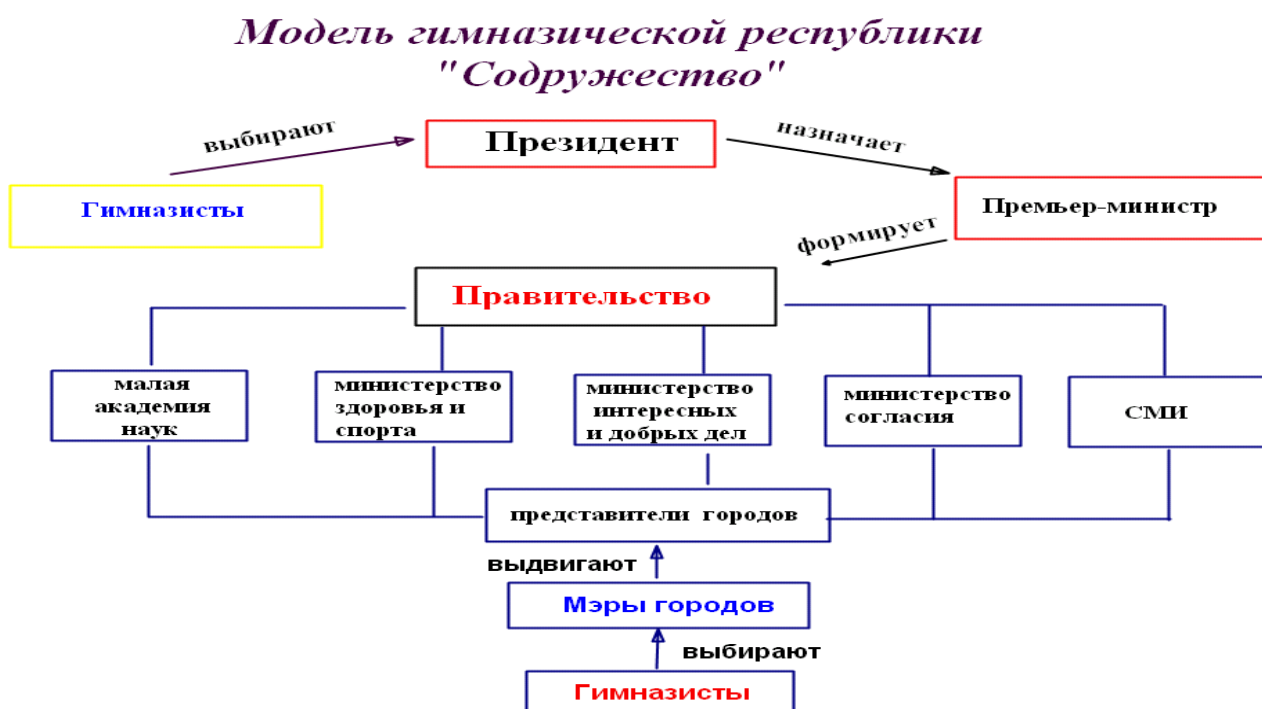 Модель гимназической республики
"Содружество"
выбирают
Президент
назначает
Гимназисты
Премьер-министр
формирует
Правительство
малая
академия
наук
министерство
здоровья и
спорта
министерство
интересных
и добрых дел
министерство
согласия
СМИ
представители городов
выдвигают
Мэры городов
выбирают
Гимназисты